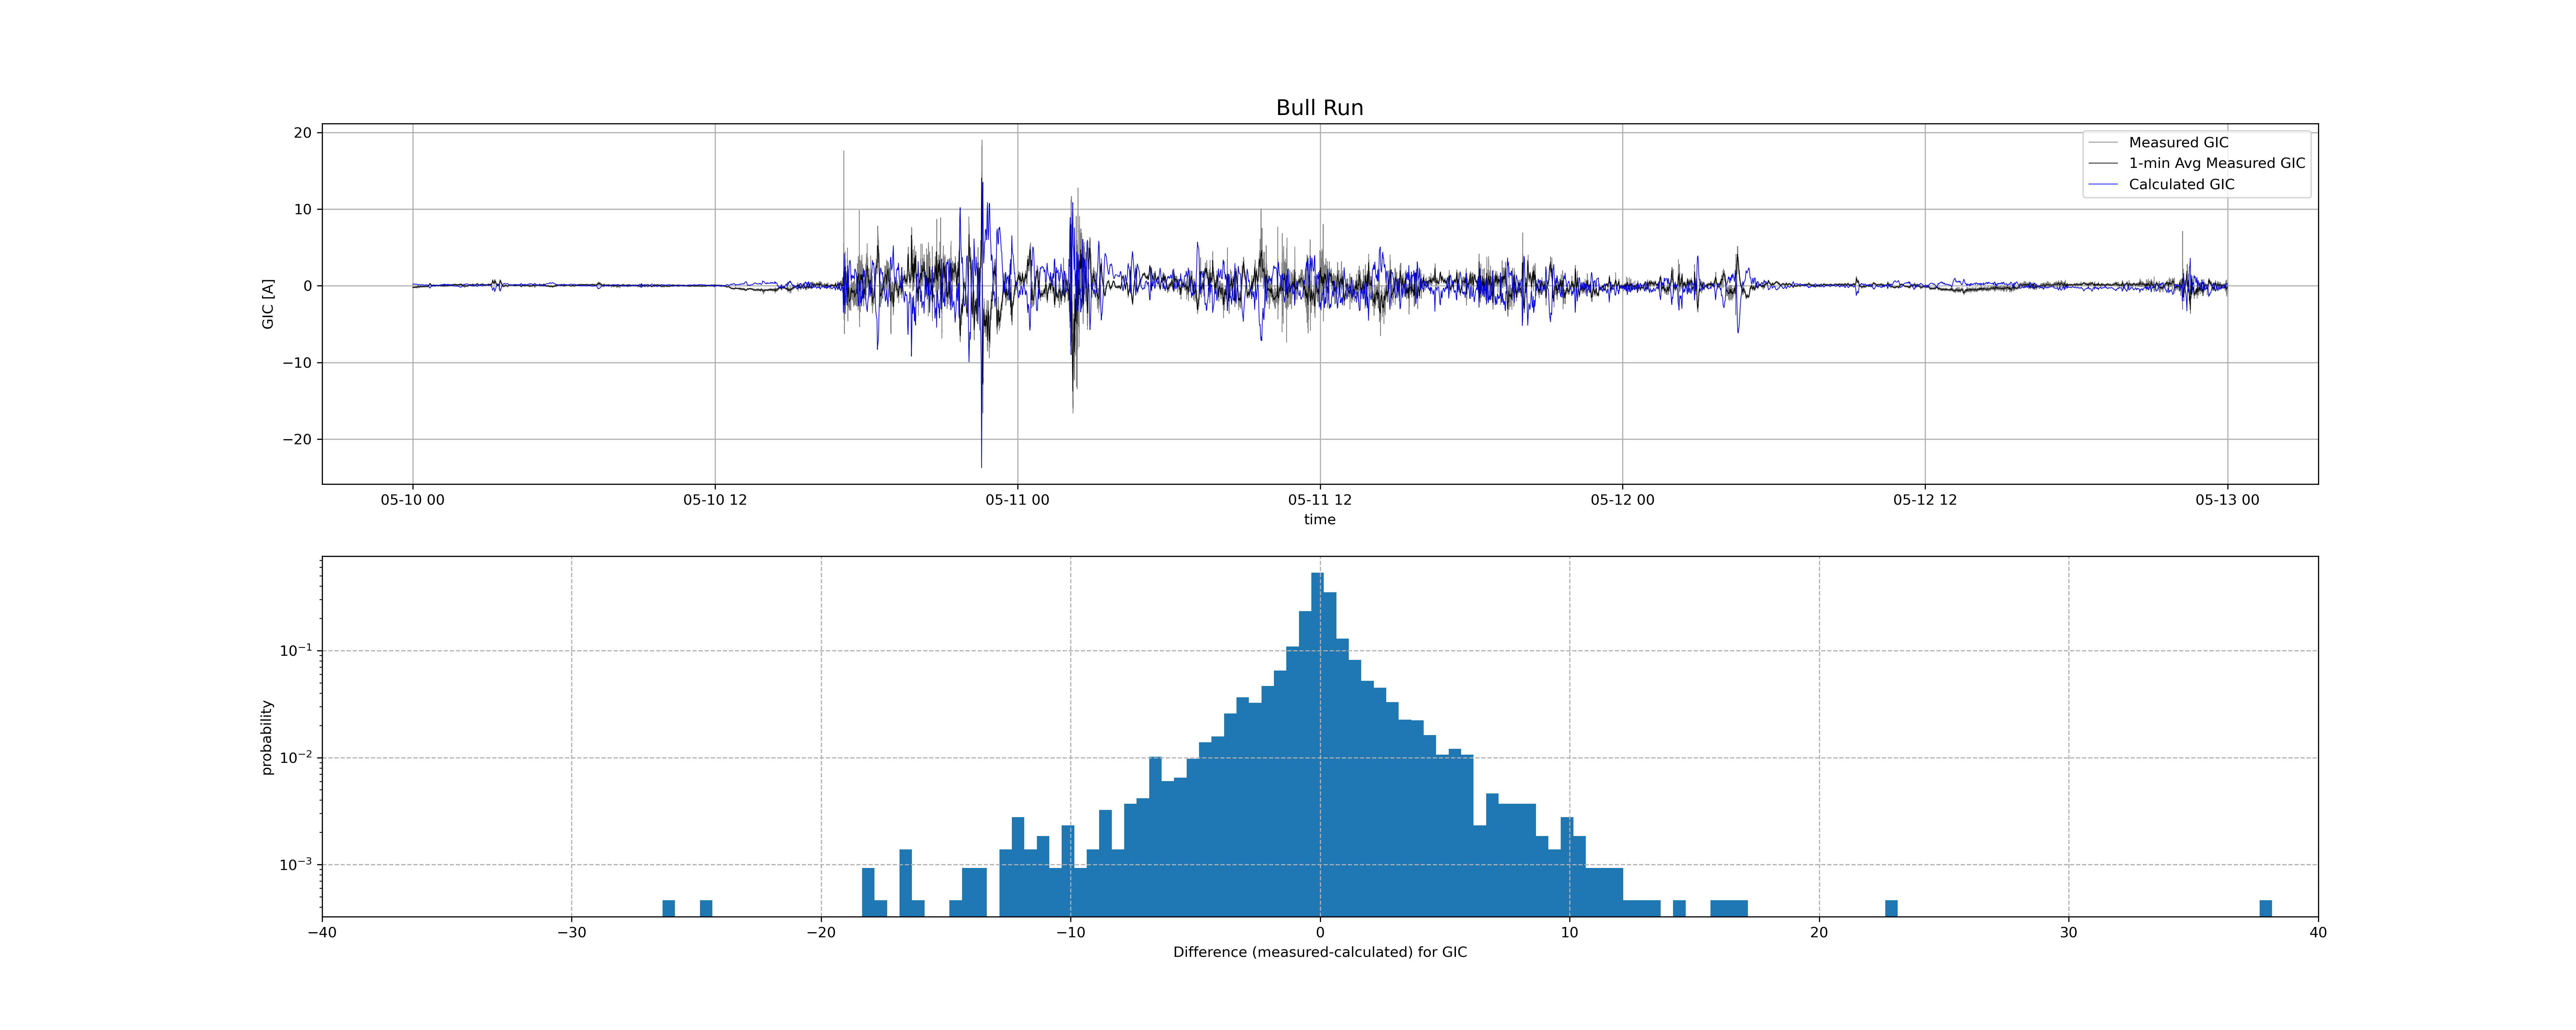 Bull Run
20
10
0
−10
−20
GIC [A]
Measured GIC
1-min Avg Measured GIC
Calculated GIC
05-10 00 05-10 12 05-11 00 05-11 12 05-12 00 05-12 12 05-13 00
time
10⁻¹
10⁻²
10⁻³
probability
−40 −30 −20 −10 0 10 20 30 40
Difference (measured-calculated) for GIC